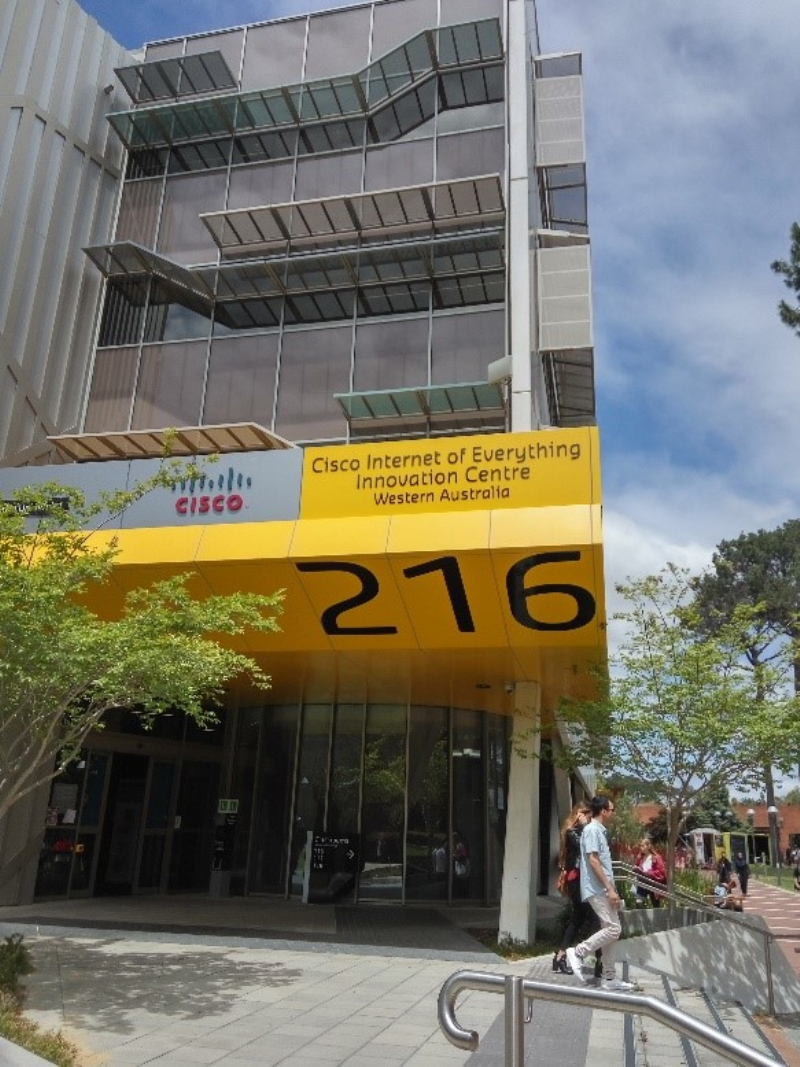 CISCO
Cisco Internet of Everything
Innovation Centre
Western Australia
216